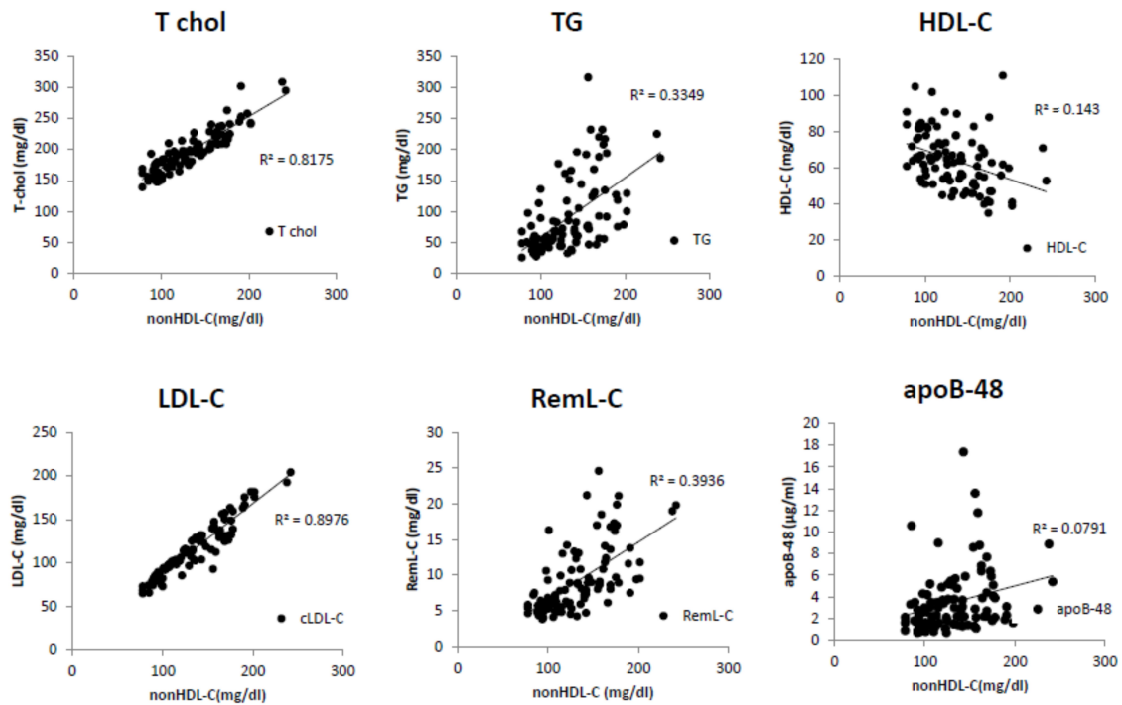 T chol
T-chol (mg/dl)
350
300
250
200
150
100
50
0
R² = 0.8175
T chol
0 100 200 300
nonHDL-C(mg/dl)
TG
TG (mg/dl)
350
300
250
200
150
100
50
0
R² = 0.3349
TG
0 100 200 300
nonHDL-C(mg/dl)
HDL-C
HDL-C (mg/dl)
120
100
80
60
40
20
0
R² = 0.143
HDL-C
0 100 200 300
nonHDL-C(mg/dl)
LDL-C
LDL-C (mg/dl)
250
200
150
100
50
0
R² = 0.8976
cLDL-C
0 100 200 300
nonHDL-C(mg/dl)
RemL-C
RemL-C (mg/dl)
30
25
20
15
10
5
0
R² = 0.3936
RemL-C
0 100 200 300
nonHDL-C (mg/dl)
apoB-48
apoB-48 (µg/ml)
20
18
16
14
12
10
8
6
4
2
0
R² = 0.0791
apoB-48
0 100 200 300
nonHDL-C(mg/dl)